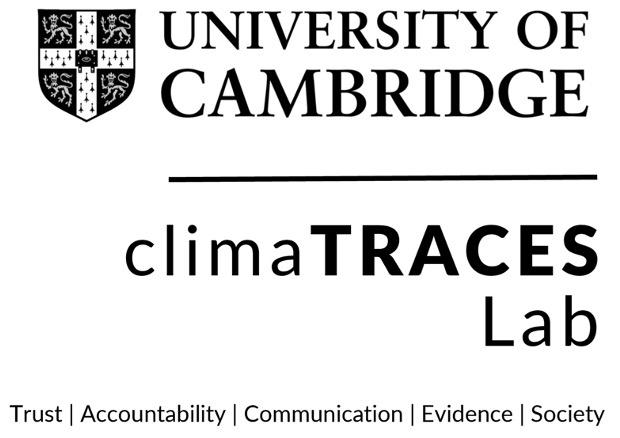 UNIVERSITY OF
CAMBRIDGE
climaTRACES
Lab
Trust | Accountability | Communication | Evidence | Society